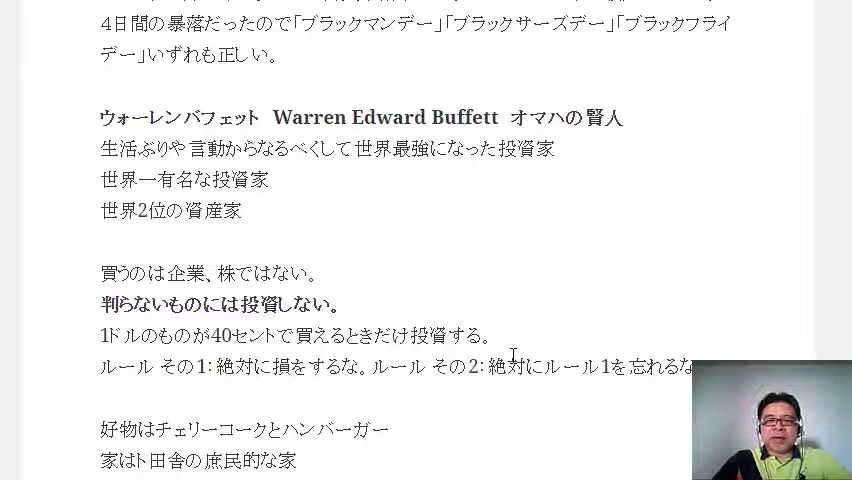 ４日間の暴落だったので「ブラックマンデー」「ブラックサーズデー」「ブラックフライ
デー」いずれも正しい。
ウォーレンバフェット　Warren Edward Buffett　オマハの賢人
生活ぶりや言動からなるべくして世界最強になった投資家
世界一有名な投資家
世界2位の資産家
買うのは企業、株ではない。
判らないものには投資しない。
1ドルのものが40セントで買えるときだけ投資する。
ルール その1：絶対に損をするな。ルール その2：絶対にルール1を忘れるな
好物はチェリーコークとハンバーガー
家はド田舎の庶民的な家